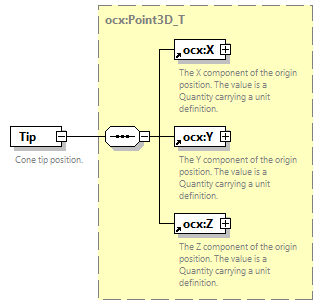 ocx:Point3D_T
ocx:X
The X component of the origin
position. The value is a
Quantity carrying a unit
definition.
Tip
Cone tip position.
ocx:Y
The Y component of the origin
position. The value is a
Quantity carrying a unit
definition.
ocx:Z
The Z component of the origin
position. The value is a
Quantity carrying a unit
definition.